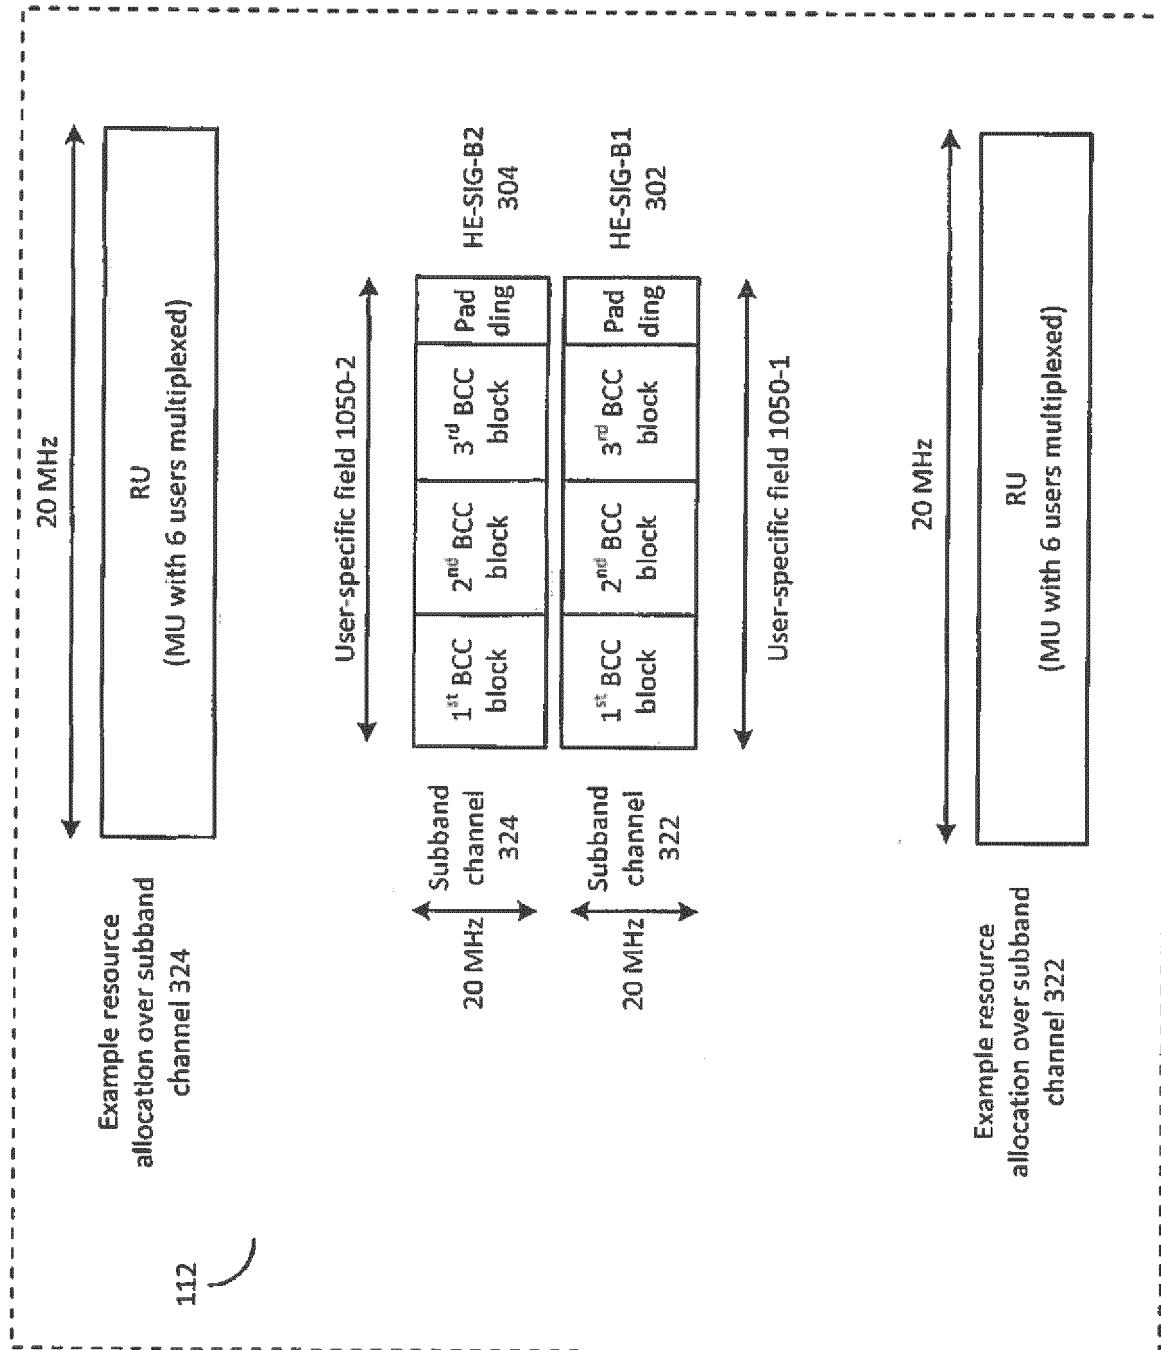 112
Example resource
allocation over subband
channel 324
20 MHz
RU
(MU with 6 users multiplexed)
User-specific field 1050-2
20 MHz
Subband
channel
324
1st BCC
block
2nd BCC
block
3rd BCC
block
Pad
ding
HE-SIG-B2
304
20 MHz
Subband
channel
322
1st BCC
block
2nd BCC
block
3rd BCC
block
Pad
ding
HE-SIG-B1
302
User-specific field 1050-1
Example resource
allocation over subband
channel 322
20 MHz
RU
(MU with 6 users multiplexed)